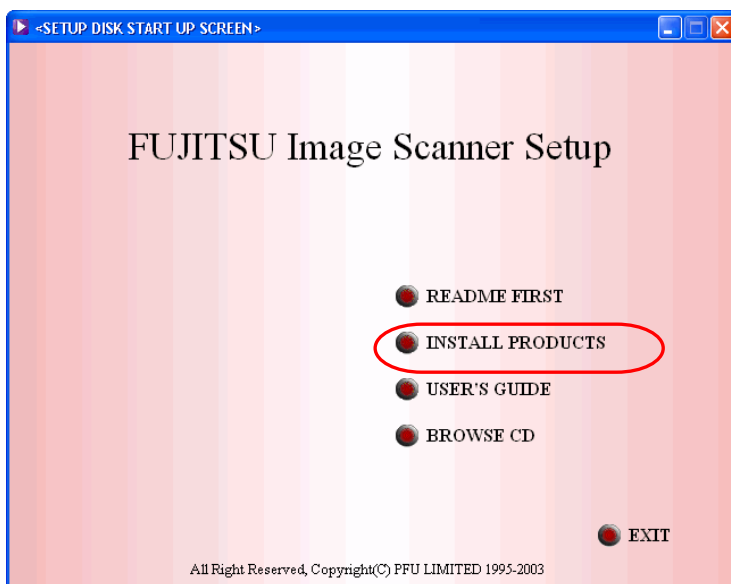 <SETUP DISK START UP SCREEN>
FUJITSU Image Scanner Setup
README FIRST
INSTALL PRODUCTS
USER'S GUIDE
BROWSE CD
EXIT
All Right Reserved, Copyright(C) PFU LIMITED 1995-2003